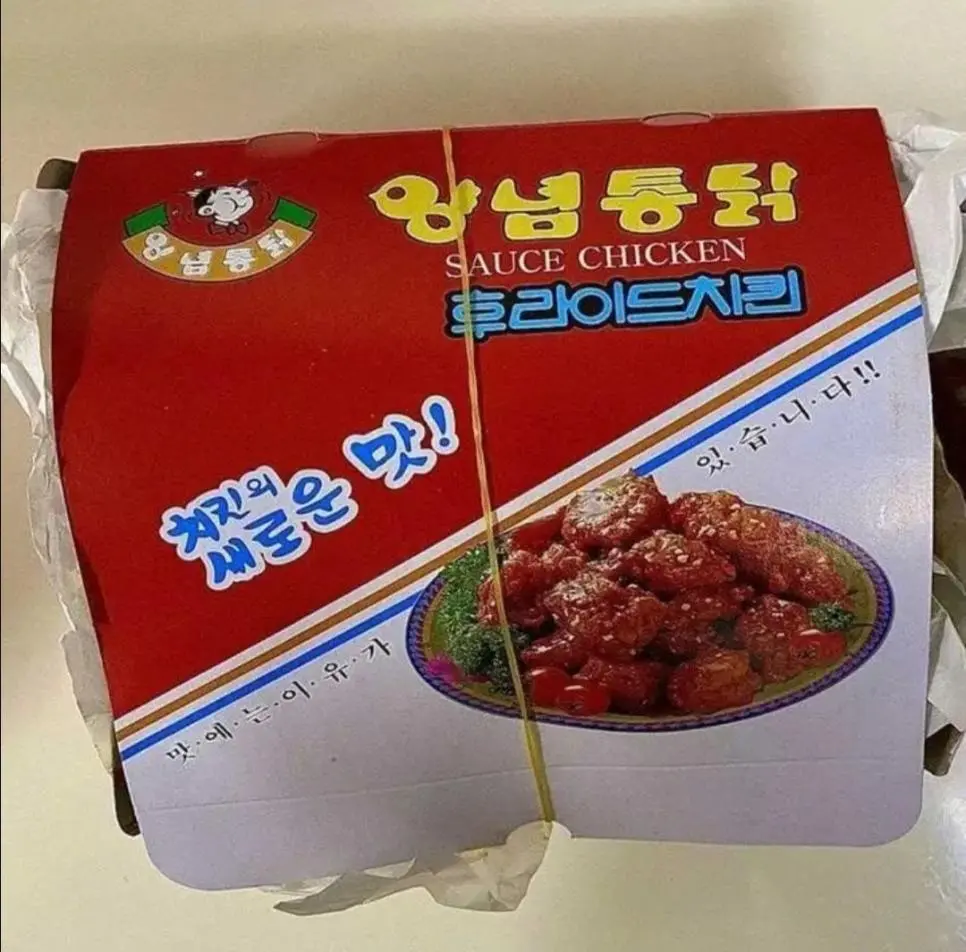 양념통닭
양념통닭
SAUCE CHICKEN
후라이드치킨
치킨의
새로운 맛!
맛·에·는·이·유·가
있·습·니·다!!